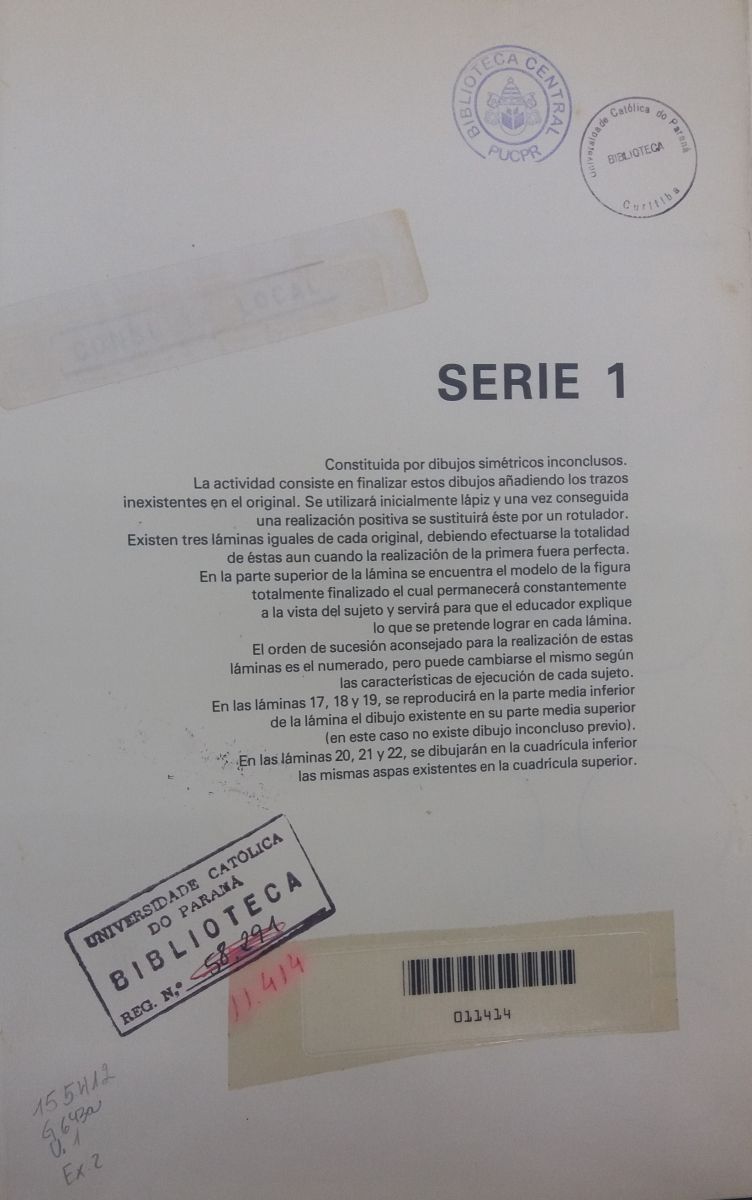 BIBLIOTECA CENTRAL
PUCPR
Universidade Católica do Paraná
BIBLIOTECA
Curitiba
LOCAL
SERIE 1
Constituida por dibujos simétricos inconclusos.
La actividad consiste en finalizar estos dibujos añadiendo los trazos
inexistentes en el original. Se utilizará inicialmente lápiz y una vez conseguida
una realización positiva se sustituirá éste por un rotulador.
Existen tres láminas iguales de cada original, debiendo efectuarse la totalidad
de éstas aun cuando la realización de la primera fuera perfecta.
En la parte superior de la lámina se encuentra el modelo de la figura
totalmente finalizado el cual permanecerá constantemente
a la vista del sujeto y servirá para que el educador explique
lo que se pretende lograr en cada lámina.
El orden de sucesión aconsejado para la realización de estas
láminas es el numerado, pero puede cambiarse el mismo según
las características de ejecución de cada sujeto.
En las láminas 17, 18 y 19, se reproducirá en la parte media inferior
de la lámina el dibujo existente en su parte media superior
(en este caso no existe dibujo inconcluso previo).
En las láminas 20, 21 y 22, se dibujarán en la cuadrícula inferior
las mismas aspas existentes en la cuadrícula superior.
UNIVERSIDADE CATÓLICA
DO PARANÁ
BIBLIOTECA
REG. N.º 58.291
11.414
011414
155.412
G643a
V. 1
Ex. 2